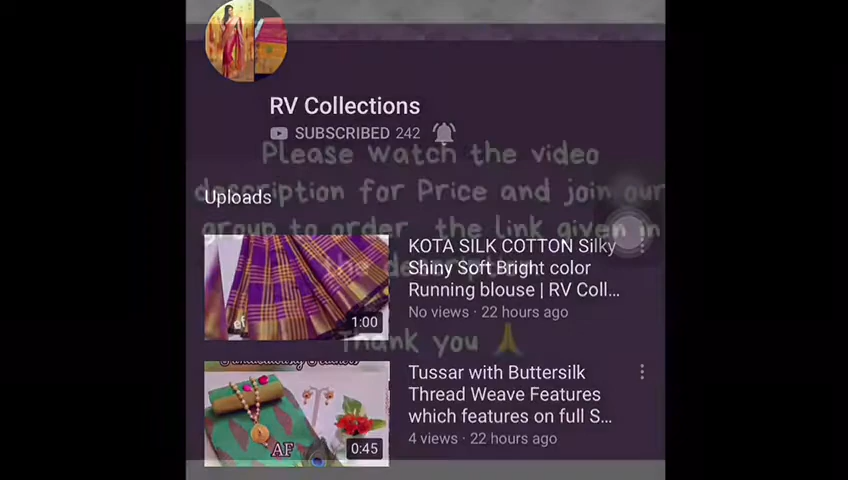 RV Collections
SUBSCRIBED 242
Please watch the video
description for Price and join our
group to order the link given in
the description
Thank you 🙏
Uploads
KOTA SILK COTTON Silky
Shiny Soft Bright color
Running blouse | RV Coll...
No views · 22 hours ago
1:00
Tussar with Buttersilk
Thread Weave Features
which features on full S...
4 views · 22 hours ago
AF
0:45